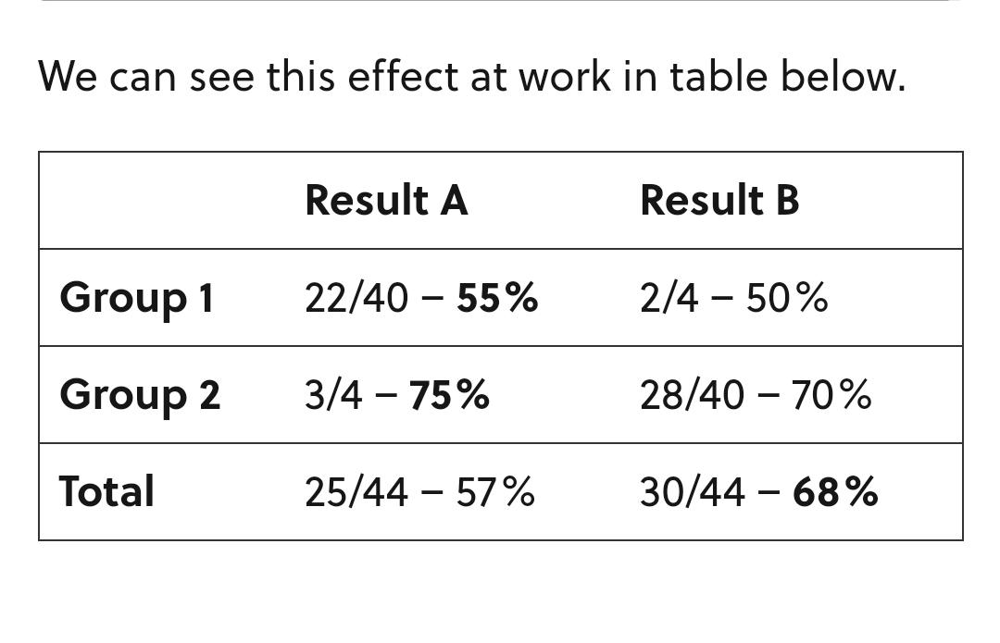 We can see this effect at work in table below.
Result A Result B
Group 1 22/40 – 55% 2/4 – 50%
Group 2 3/4 – 75% 28/40 – 70%
Total 25/44 – 57% 30/44 – 68%